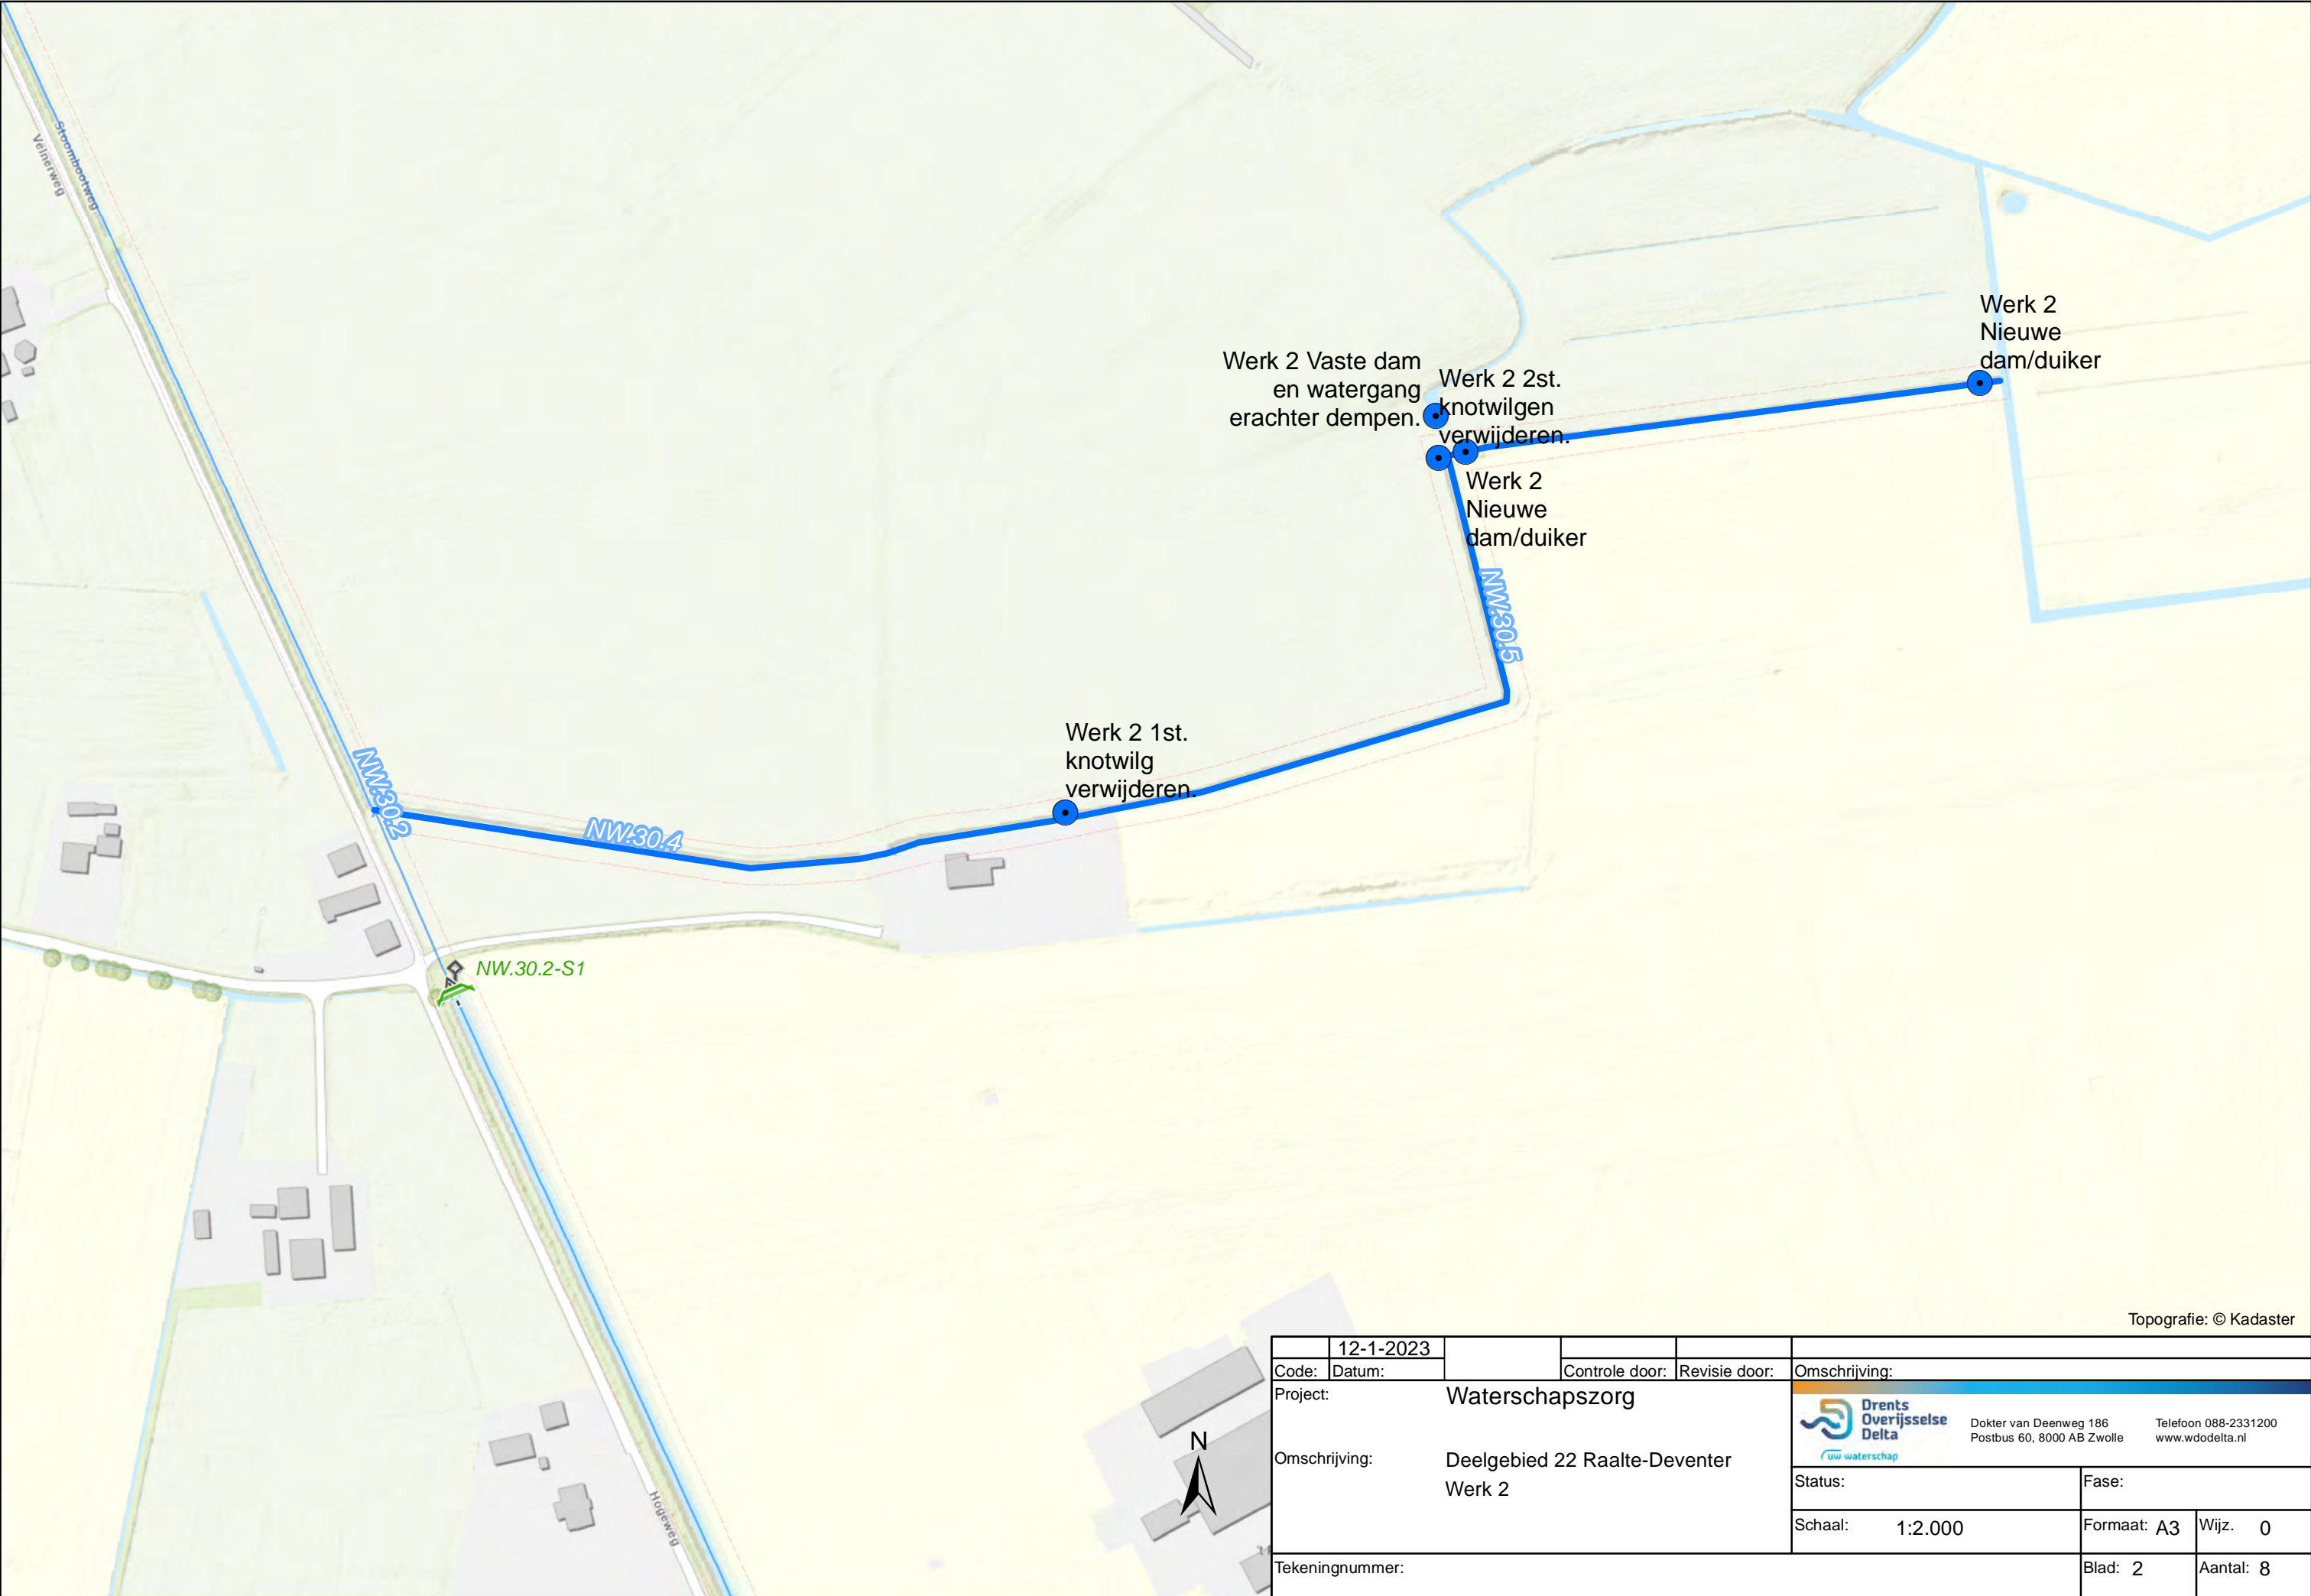 Stoombootweg
Velnerweg
Werk 2
Nieuwe
dam/duiker
Werk 2 Vaste dam
en watergang
erachter dempen.
Werk 2 2st.
knotwilgen
verwijderen.
Werk 2
Nieuwe
dam/duiker
NW.30.5
Werk 2 1st.
knotwilg
verwijderen.
NW.30.2
NW.30.4
NW.30.2-S1
Hogeweg
N
Topografie: © Kadaster
12-1-2023
Code: Datum: Controle door: Revisie door: Omschrijving:
Project: Waterschapszorg
Drents
Overijsselse
Delta
uw waterschap
Dokter van Deenweg 186
Postbus 60, 8000 AB Zwolle
Telefoon 088-2331200
www.wdodelta.nl
Omschrijving: Deelgebied 22 Raalte-Deventer
Werk 2
Status: Fase:
Schaal: 1:2.000 Formaat: A3 Wijz. 0
Tekeningnummer: Blad: 2 Aantal: 8